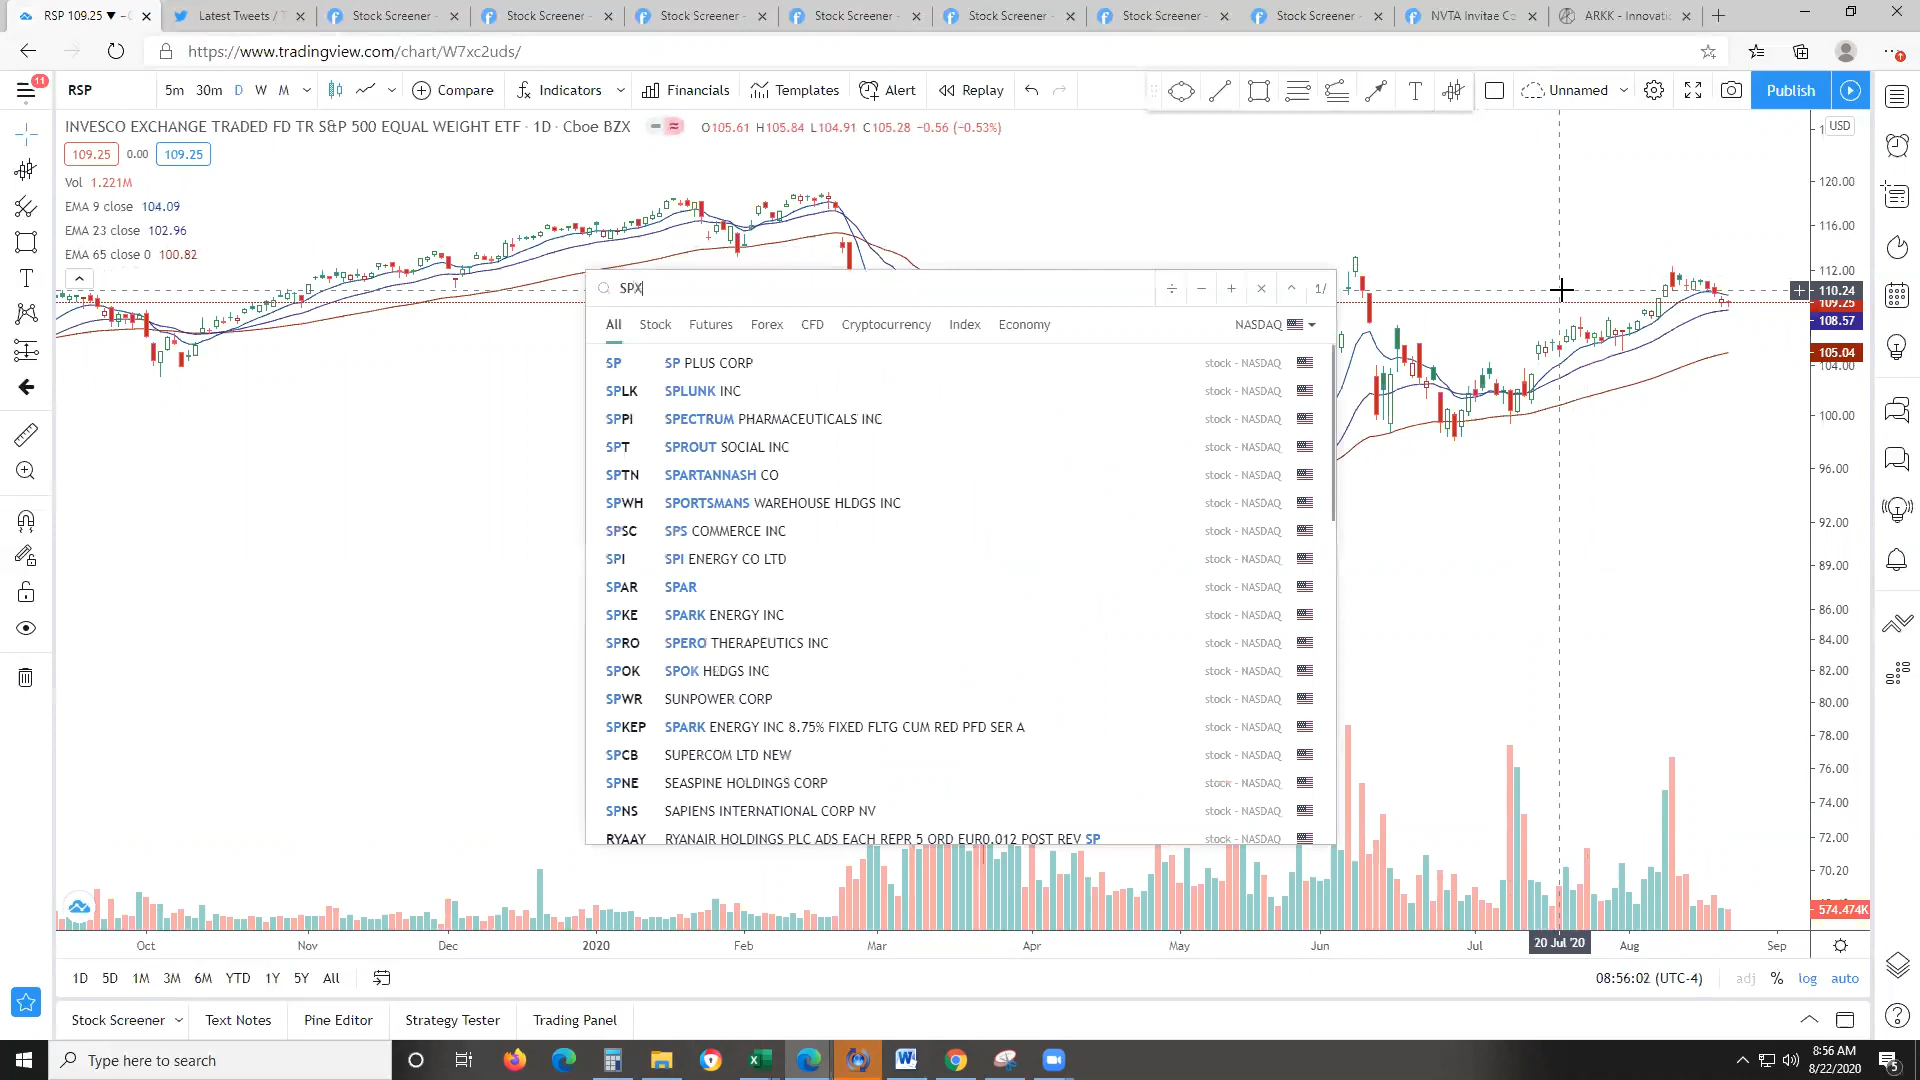 RSP 109.25 ▼
Latest Tweets / T
Stock Screener -
Stock Screener -
Stock Screener -
Stock Screener -
Stock Screener -
Stock Screener -
Stock Screener -
NVTA Invitae Co
ARKK - Innovatio
https://www.tradingview.com/chart/W7xc2uds/
11
RSP
5m 30m D W M
Compare
Indicators
Financials
Templates
Alert
Replay
Unnamed
Publish
INVESCO EXCHANGE TRADED FD TR S&P 500 EQUAL WEIGHT ETF · 1D · Cboe BZX
O105.61 H105.84 L104.91 C105.28 −0.56 (−0.53%)
USD
109.25 0.00 109.25
Vol 1.221M
EMA 9 close 104.09
EMA 23 close 102.96
EMA 65 close 0 100.82
SPX
1/
All Stock Futures Forex CFD Cryptocurrency Index Economy
NASDAQ
SP SP PLUS CORP stock - NASDAQ
SPLK SPLUNK INC stock - NASDAQ
SPPI SPECTRUM PHARMACEUTICALS INC stock - NASDAQ
SPT SPROUT SOCIAL INC stock - NASDAQ
SPTN SPARTANNASH CO stock - NASDAQ
SPWH SPORTSMANS WAREHOUSE HLDGS INC stock - NASDAQ
SPSC SPS COMMERCE INC stock - NASDAQ
SPI SPI ENERGY CO LTD stock - NASDAQ
SPAR SPAR stock - NASDAQ
SPKE SPARK ENERGY INC stock - NASDAQ
SPRO SPERO THERAPEUTICS INC stock - NASDAQ
SPOK SPOK HLDGS INC stock - NASDAQ
SPWR SUNPOWER CORP stock - NASDAQ
SPKEP SPARK ENERGY INC 8.75% FIXED FLTG CUM RED PFD SER A stock - NASDAQ
SPCB SUPERCOM LTD NEW stock - NASDAQ
SPNE SEASPINE HOLDINGS CORP stock - NASDAQ
SPNS SAPIENS INTERNATIONAL CORP NV stock - NASDAQ
RYAAY RYANAIR HOLDINGS PLC ADS EACH REPR 5 ORD EUR0.012 POST REV SP stock - NASDAQ
120.00
116.00
112.00
110.24
109.25
108.57
105.04
104.00
100.00
96.00
92.00
89.00
86.00
84.00
82.00
80.00
78.00
76.00
74.00
72.00
70.20
574.474K
Oct Nov Dec 2020 Feb Mar Apr May Jun Jul 20 Jul '20 Aug Sep
1D 5D 1M 3M 6M YTD 1Y 5Y All
08:56:02 (UTC-4)
adj % log auto
Stock Screener
Text Notes
Pine Editor
Strategy Tester
Trading Panel
Type here to search
8:56 AM
8/22/2020
5